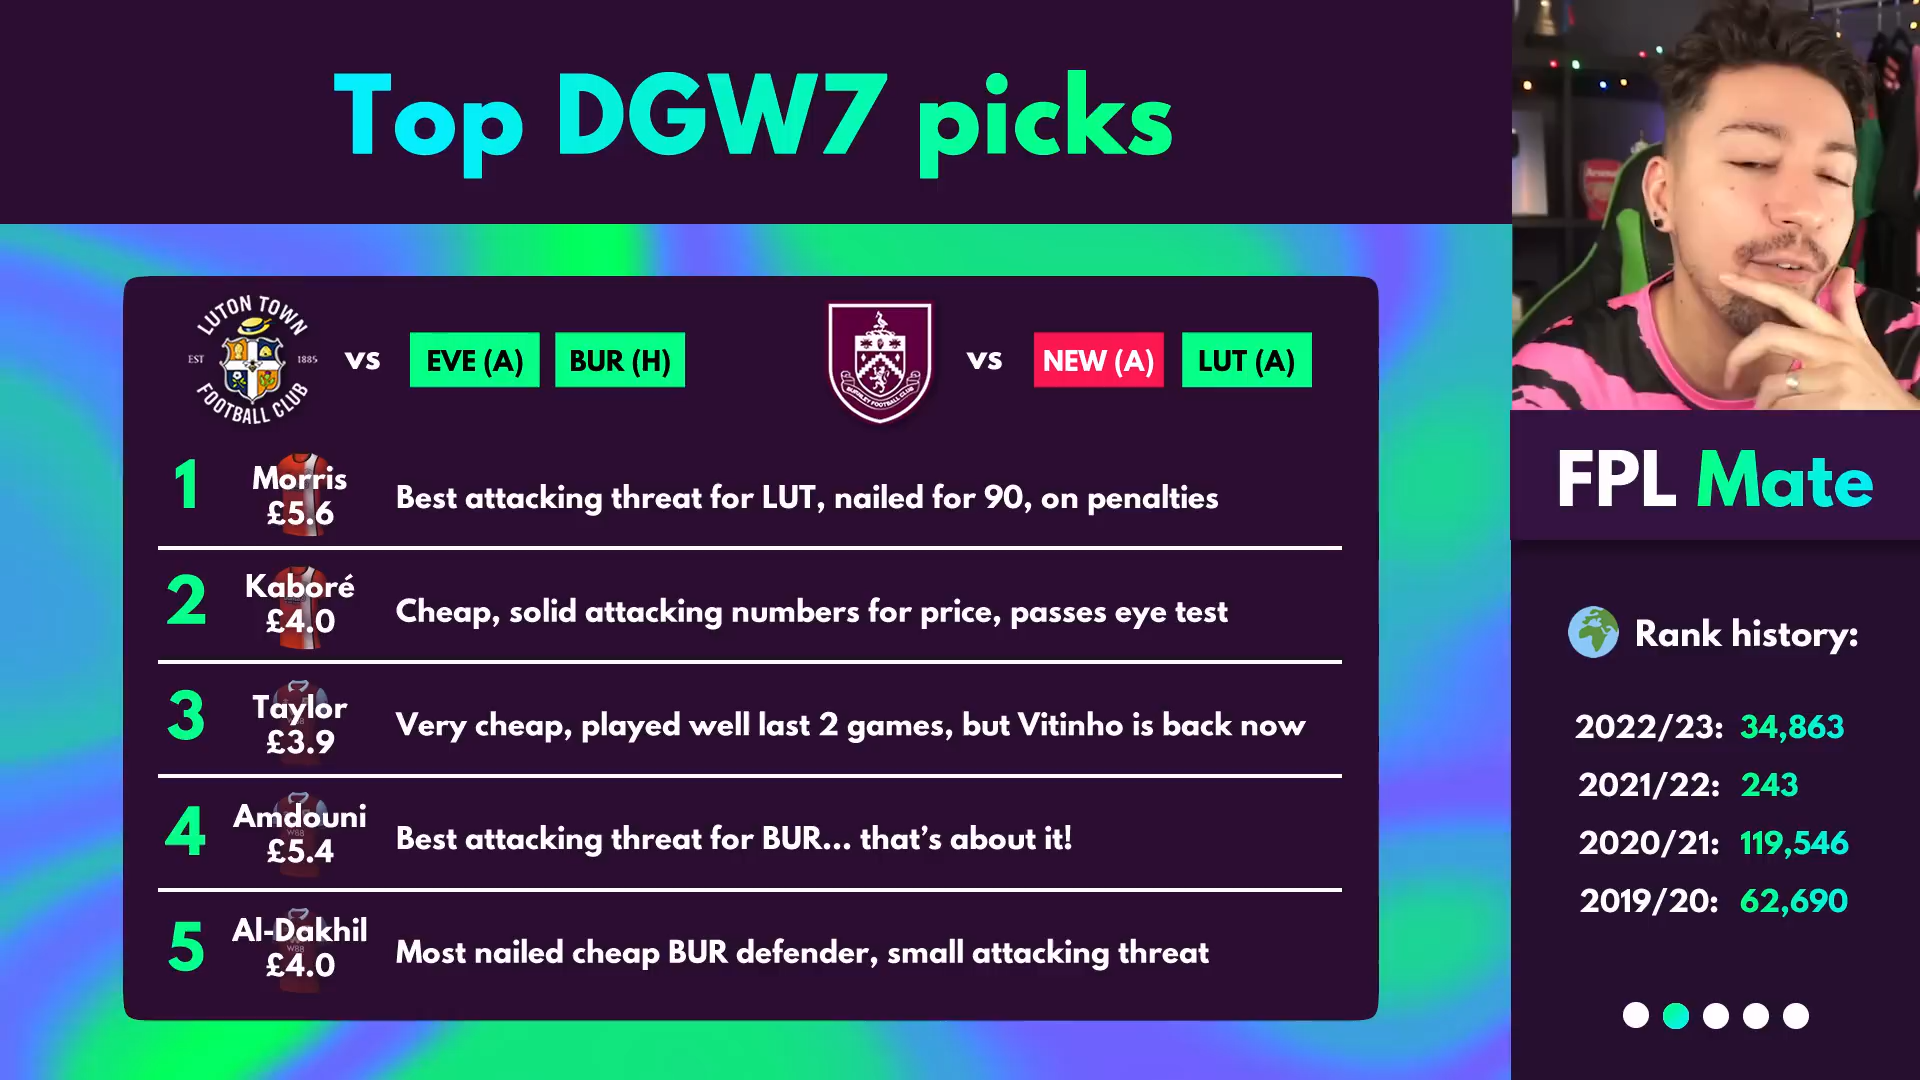 Top DGW7 picks
LUTON TOWN
EST 1885
FOOTBALL CLUB
vs EVE (A) BUR (H)
BURNLEY FOOTBALL CLUB
vs NEW (A) LUT (A)
1 Morris £5.6 Best attacking threat for LUT, nailed for 90, on penalties
2 Kaboré £4.0 Cheap, solid attacking numbers for price, passes eye test
3 Taylor £3.9 Very cheap, played well last 2 games, but Vitinho is back now
4 Amdouni £5.4 Best attacking threat for BUR... that's about it!
5 Al-Dakhil £4.0 Most nailed cheap BUR defender, small attacking threat
Arsenal
FPL Mate
Rank history:
2022/23: 34,863
2021/22: 243
2020/21: 119,546
2019/20: 62,690